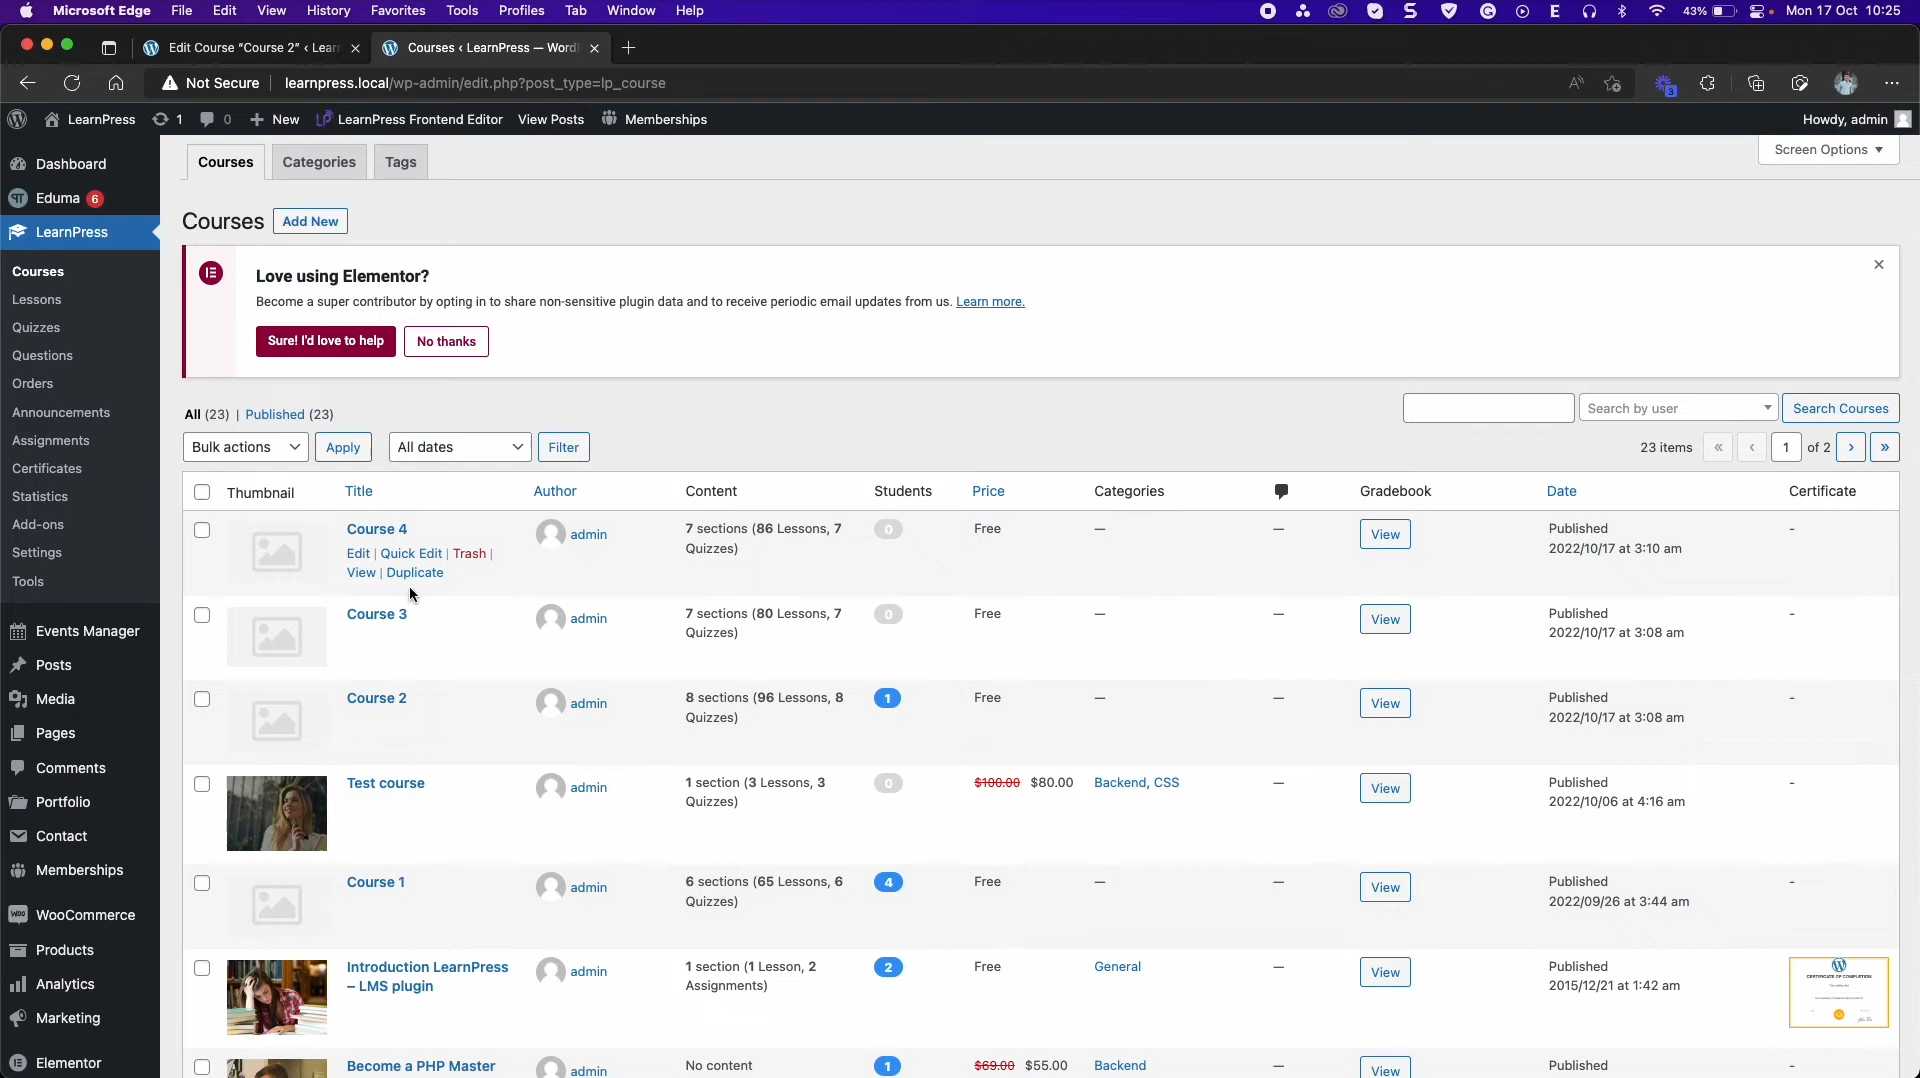 Microsoft Edge File Edit View History Favorites Tools Profiles Tab Window Help 43% Mon 17 Oct 10:25
Edit Course "Course 2" ‹ Lear
Courses ‹ LearnPress — Word
Not Secure learnpress.local/wp-admin/edit.php?post_type=lp_course
3
LearnPress 1 0 New LearnPress Frontend Editor View Posts Memberships Howdy, admin
Dashboard
Eduma 6
LearnPress
Courses
Lessons
Quizzes
Questions
Orders
Announcements
Assignments
Certificates
Statistics
Add-ons
Settings
Tools
Events Manager
Posts
Media
Pages
Comments
Portfolio
Contact
Memberships
WooCommerce
Products
Analytics
Marketing
Elementor
Courses Categories Tags
Screen Options
Courses Add New
Love using Elementor?
Become a super contributor by opting in to share non-sensitive plugin data and to receive periodic email updates from us. Learn more.
Sure! I'd love to help No thanks
All (23) | Published (23)
Search by user Search Courses
Bulk actions Apply All dates Filter
23 items « ‹ 1 of 2 › »
Thumbnail Title Author Content Students Price Categories Gradebook Date Certificate
Course 4 admin 7 sections (86 Lessons, 7 Quizzes) 0 Free — — View Published 2022/10/17 at 3:10 am -
Edit | Quick Edit | Trash |
View | Duplicate
Course 3 admin 7 sections (80 Lessons, 7 Quizzes) 0 Free — — View Published 2022/10/17 at 3:08 am -
Course 2 admin 8 sections (96 Lessons, 8 Quizzes) 1 Free — — View Published 2022/10/17 at 3:08 am -
Test course admin 1 section (3 Lessons, 3 Quizzes) 0 $100.00 $80.00 Backend, CSS — View Published 2022/10/06 at 4:16 am -
Course 1 admin 6 sections (65 Lessons, 6 Quizzes) 4 Free — — View Published 2022/09/26 at 3:44 am -
Introduction LearnPress – LMS plugin admin 1 section (1 Lesson, 2 Assignments) 2 Free General — View Published 2015/12/21 at 1:42 am
CERTIFICATE OF COMPLETION
Become a PHP Master admin No content 1 $69.00 $55.00 Backend — View Published -